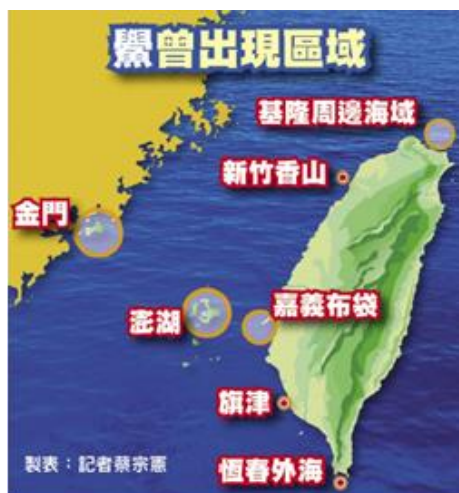 鱟曾出現區域
基隆周邊海域
新竹香山
金門
澎湖
嘉義布袋
旗津
製表：記者蔡宗憲
恆春外海